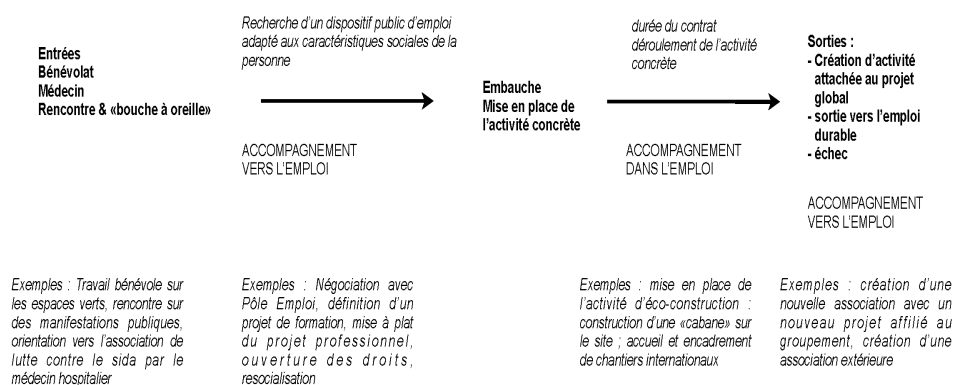 Entrées
Bénévolat
Médecin
Rencontre & «bouche à oreille»
Recherche d'un dispositif public d'emploi
adapté aux caractéristiques sociales de la
personne
ACCOMPAGNEMENT
VERS L'EMPLOI
Embauche
Mise en place de
l'activité concrète
durée du contrat
déroulement de l'activité
concrète
ACCOMPAGNEMENT
DANS L'EMPLOI
Sorties :
- Création d'activité
attachée au projet
global
- sortie vers l'emploi
durable
- échec
ACCOMPAGNEMENT
VERS L'EMPLOI
Exemples : Travail bénévole sur
les espaces verts, rencontre sur
des manifestations publiques,
orientation vers l'association de
lutte contre le sida par le
médecin hospitalier
Exemples : Négociation avec
Pôle Emploi, définition d'un
projet de formation, mise à plat
du projet professionnel,
ouverture des droits,
resocialisation
Exemples : mise en place de
l'activité d'éco-construction :
construction d'une «cabane» sur
le site ; accueil et encadrement
de chantiers internationaux
Exemples : création d'une
nouvelle association avec un
nouveau projet affilié au
groupement, création d'une
association extérieure